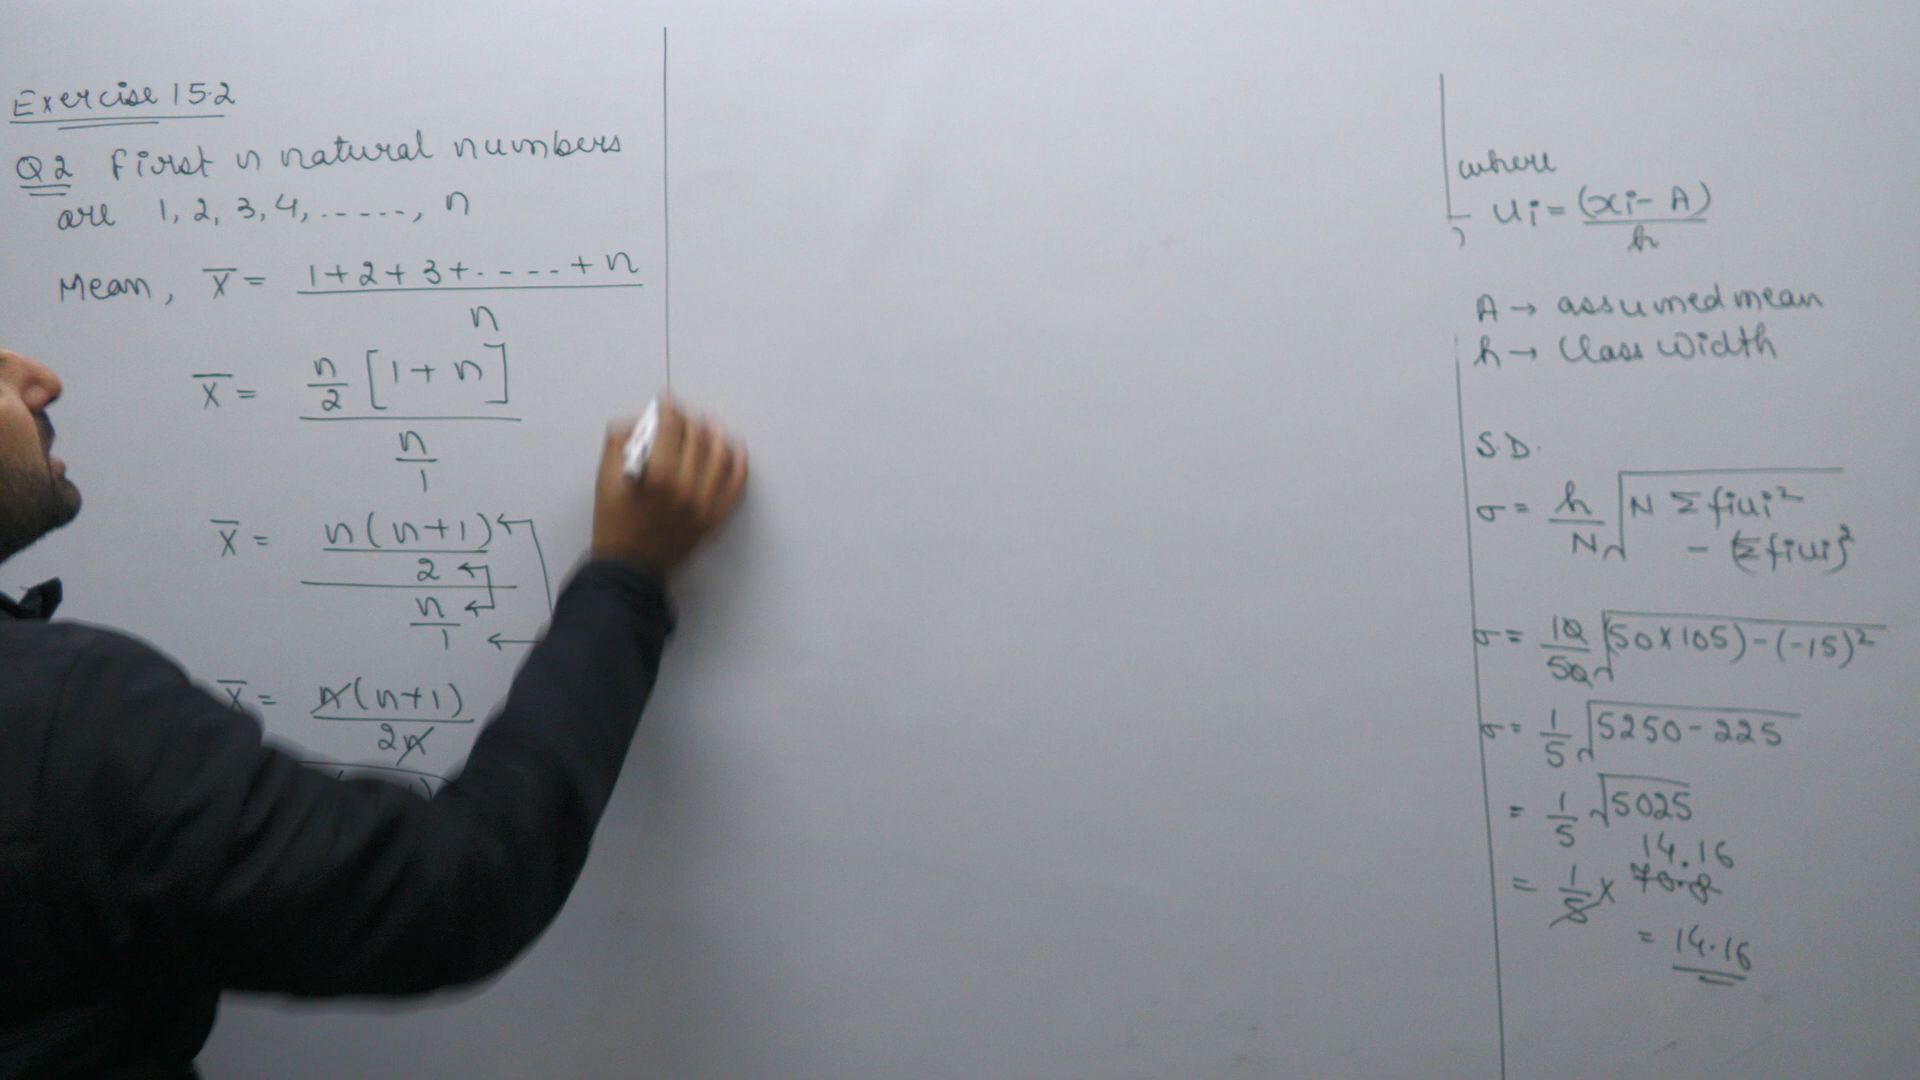 Exercise 15.2
Q2 First n natural numbers
are 1, 2, 3, 4, ....., n
Mean, X̄ = 1+2+3+.....+n / n
X̄ = n/2 [1+n] / n/1
X̄ = n(n+1)/2 / n/1
X̄ = n(n+1) / 2n
where
, ui = (xi - A) / h
A → assumed mean
h → Class Width
S.D.
σ = h/N √N Σfiui²
- (Σfiui)²
σ = 10/50 √(50×105)-(-15)²
σ = 1/5 √5250-225
= 1/5 √5025
14.16
= 1/5 × 70.8
= 14.16